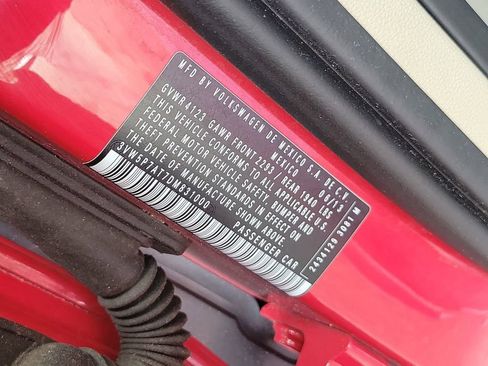 MFD BY VOLKSWAGEN DE MEXICO S.A. DE C.V.
MEXICO
GVWR 4123 GAWR FRONT 2293 / REAR 1940 LBS
THIS VEHICLE CONFORMS TO ALL APPLICABLE U.S.
FEDERAL MOTOR VEHICLE SAFETY, BUMPER AND
THEFT PREVENTION STANDARDS IN EFFECT ON
THE DATE OF MANUFACTURE SHOWN ABOVE.
PASSENGER CAR